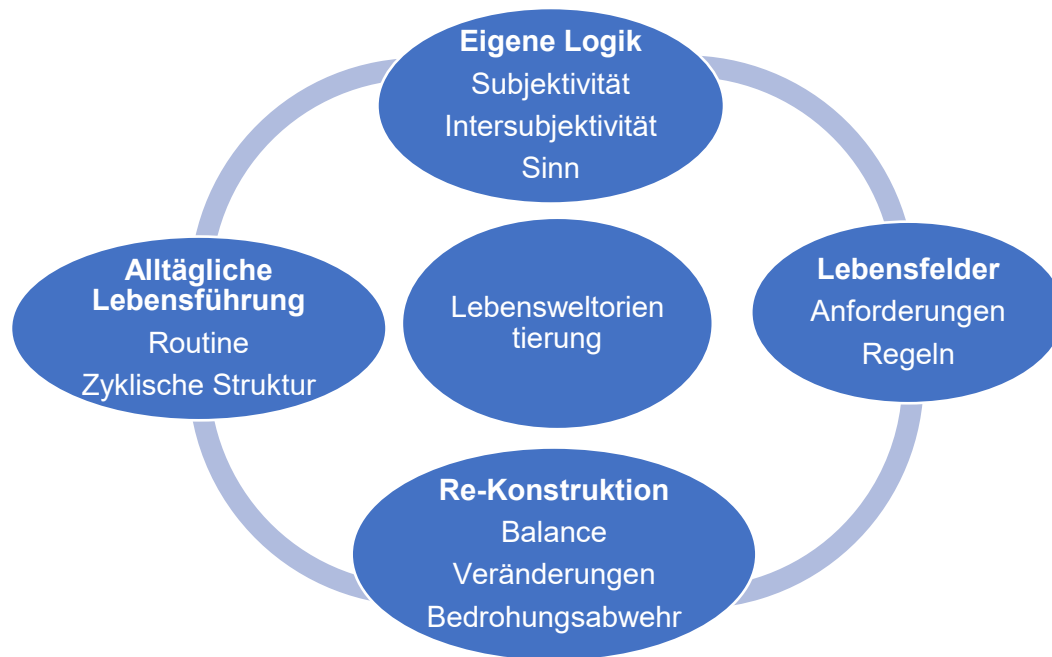 Eigene Logik
Subjektivität
Intersubjektivität
Sinn
Alltägliche
Lebensführung
Routine
Zyklische Struktur
Lebensweltorien
tierung
Lebensfelder
Anforderungen
Regeln
Re-Konstruktion
Balance
Veränderungen
Bedrohungsabwehr